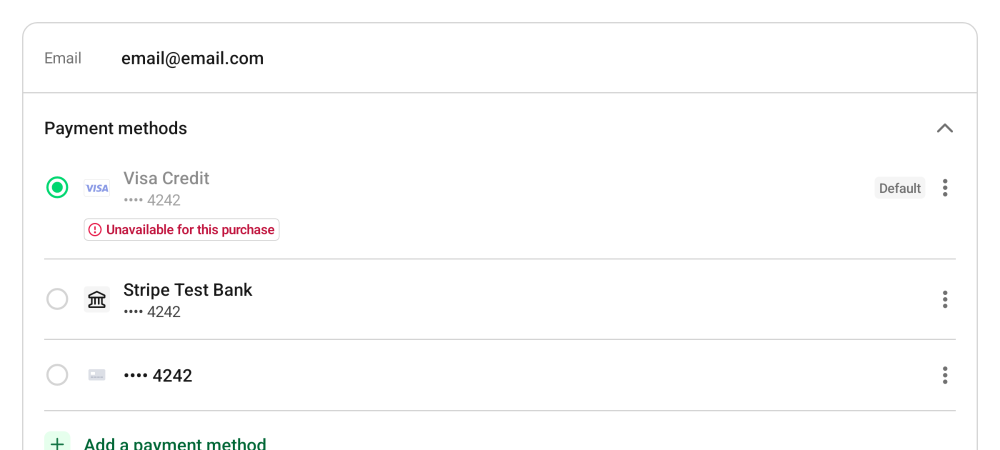 Email email@email.com
Payment methods
VISA Visa Credit Default
•••• 4242
Unavailable for this purchase
Stripe Test Bank
•••• 4242
•••• 4242
Add a payment method